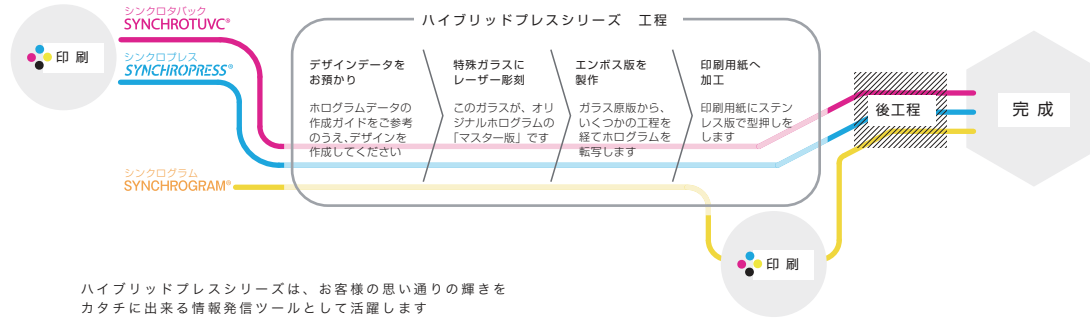 シンクロタパック
SYNCHROTUVC®
印刷
シンクロプレス
SYNCHROPRESS®
シンクログラム
SYNCHROGRAM®
ハイブリッドプレスシリーズ 工程
デザインデータを
お預かり
ホログラムデータの
作成ガイドをご参考
のうえ、デザインを
作成してください
特殊ガラスに
レーザー彫刻
このガラスが、オリ
ジナルホログラムの
「マスター版」です
エンボス版を
製作
ガラス原版から、
いくつかの工程を
経てホログラムを
転写します
印刷用紙へ
加工
印刷用紙にステン
レス版で型押しを
します
後工程
完成
印刷
ハイブリッドプレスシリーズは、お客様の思い通りの輝きを
カタチに出来る情報発信ツールとして活躍します